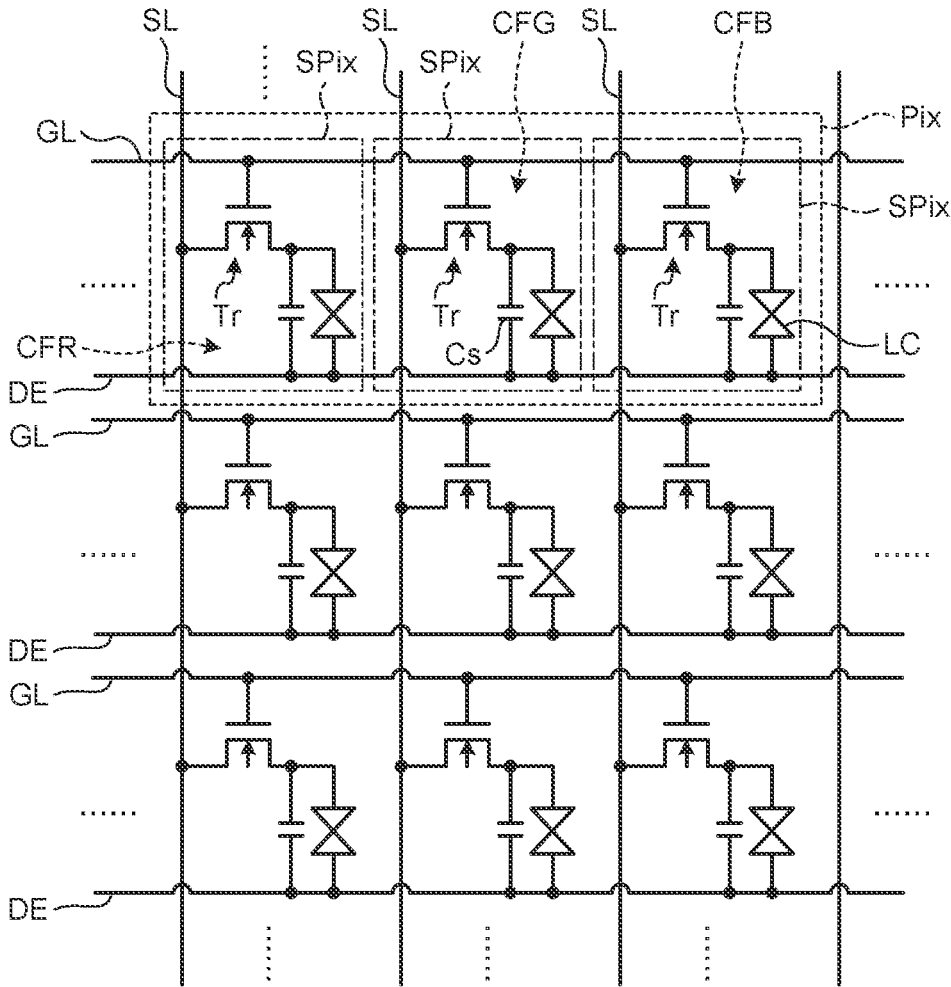 SL
SL
CFG
SL
CFB
SPix
SPix
Pix
GL
SPix
Tr
Tr
Tr
CFR
Cs
LC
DE
GL
DE
GL
DE